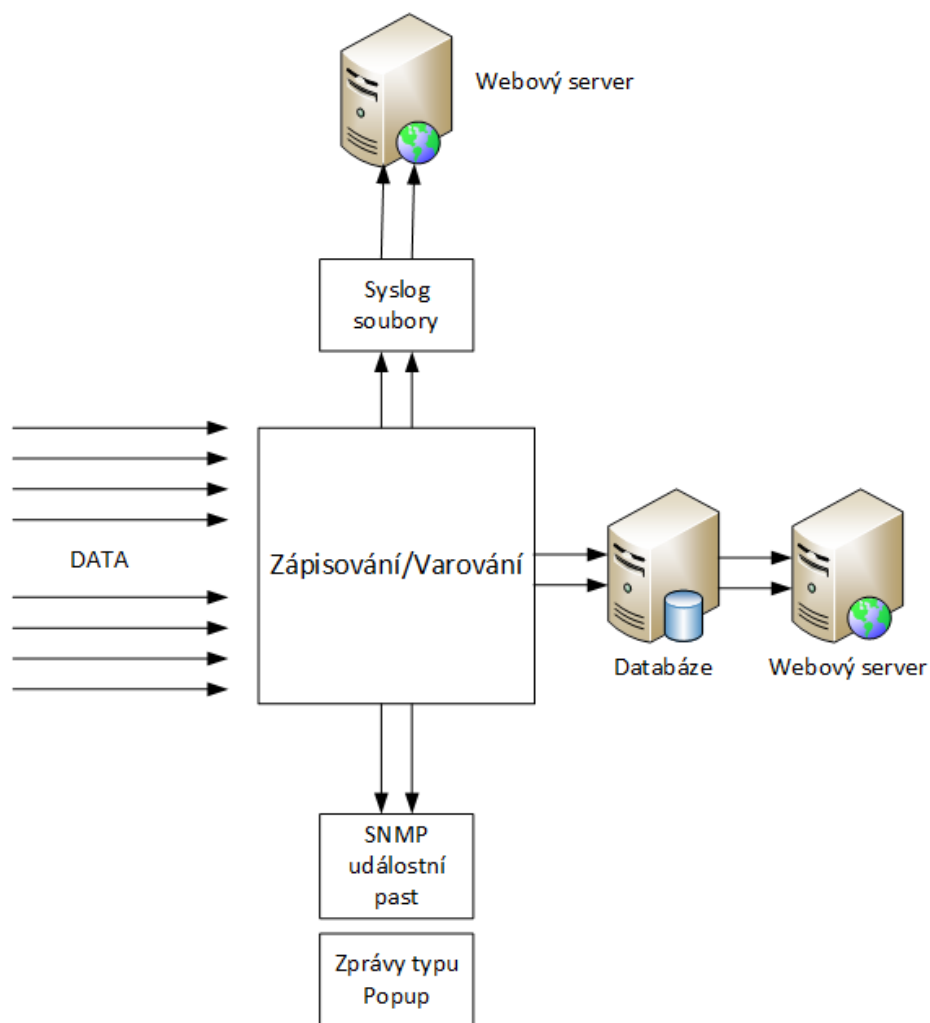 Webový server
Syslog
soubory
DATA
Zápisování/Varování
Databáze
Webový server
SNMP
událostní
past
Zprávy typu
Popup